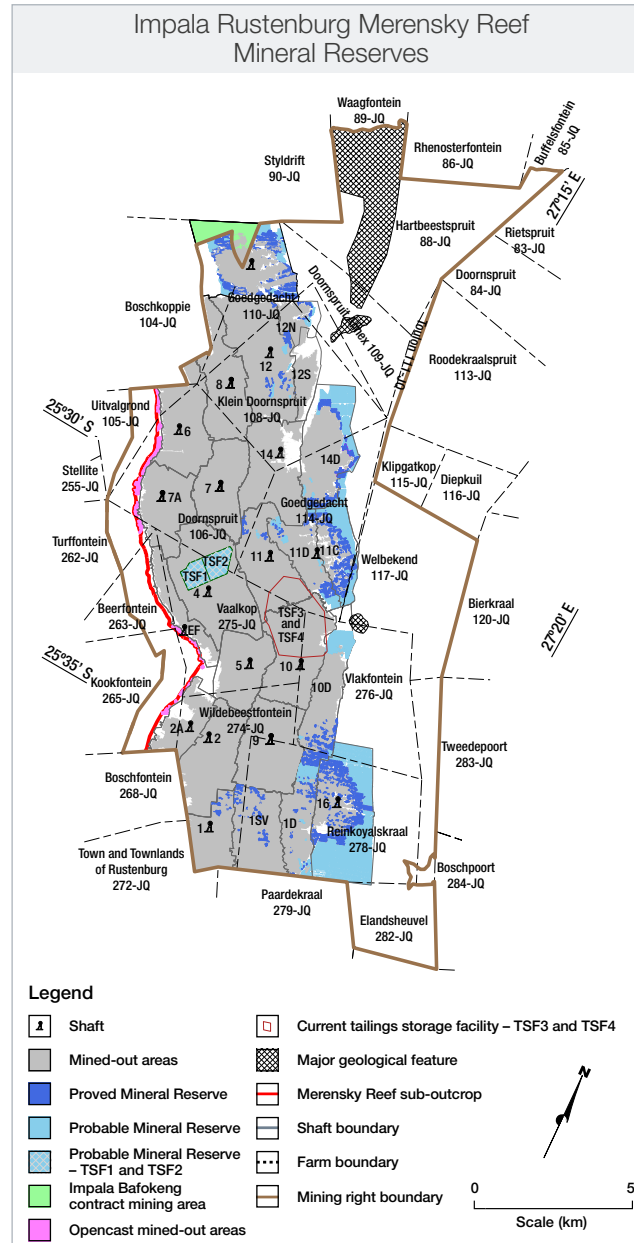 Impala Rustenburg Merensky Reef
Mineral Reserves
Waagfontein
89-JQ
Styldrift
90-JQ
Rhenosterfontein
86-JQ
Buffelsfontein
85-JQ
27º15' E
Hartbeestspruit
88-JQ
Rietspruit
83-JQ
Doornspruit
84-JQ
Boschkoppie
104-JQ
Goedgedacht
110-JQ
Doornspruit Annex 109-JQ
12N
12
12S
Roodekraalspruit
113-JQ
8
Klein Doornspruit
108-JQ
Uitvalgrond
105-JQ
25º30' S
6
14
14D
Klipgatkop
115-JQ
Diepkuil
116-JQ
Stellite
255-JQ
7A
7
Goedgedacht
114-JQ
Doornspruit
106-JQ
Turffontein
262-JQ
11
11D
11C
Welbekend
117-JQ
TSF1
TSF2
4
Bierkraal
120-JQ
Beerfontein
263-JQ
EF
Vaalkop
275-JQ
TSF3
and
TSF4
27º20' E
25º35' S
Kookfontein
265-JQ
5
10
10D
Vlakfontein
276-JQ
Wildebeestfontein
274-JQ
2A
2
9
Tweedepoort
283-JQ
Boschfontein
268-JQ
1
1SV
1D
16
Reinkoyalskraal
278-JQ
Town and Townlands
of Rustenburg
272-JQ
Boschpoort
284-JQ
Paardekraal
279-JQ
Elandsheuvel
282-JQ
Legend
Shaft
Mined-out areas
Proved Mineral Reserve
Probable Mineral Reserve
Probable Mineral Reserve
– TSF1 and TSF2
Impala Bafokeng
contract mining area
Opencast mined-out areas
Current tailings storage facility – TSF3 and TSF4
Major geological feature
Merensky Reef sub-outcrop
Shaft boundary
Farm boundary
Mining right boundary
N
0
5
Scale (km)